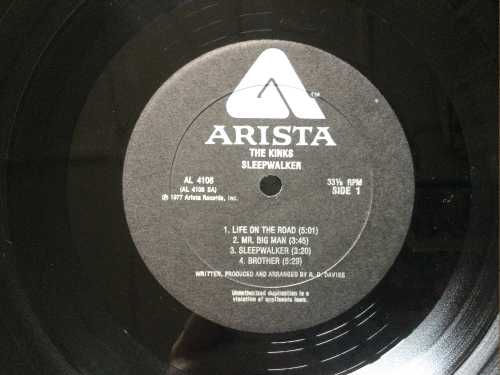 TM
ARISTA
THE KINKS
SLEEPWALKER
AL 4106
(AL 4106 SA)
℗ 1977 Arista Records, Inc.
33⅓ RPM
SIDE 1
1. LIFE ON THE ROAD (5:01)
2. MR. BIG MAN (3:45)
3. SLEEPWALKER (3:20)
4. BROTHER (5:29)
WRITTEN, PRODUCED AND ARRANGED BY R. D. DAVIES
Unauthorized duplication is a
violation of applicable laws.